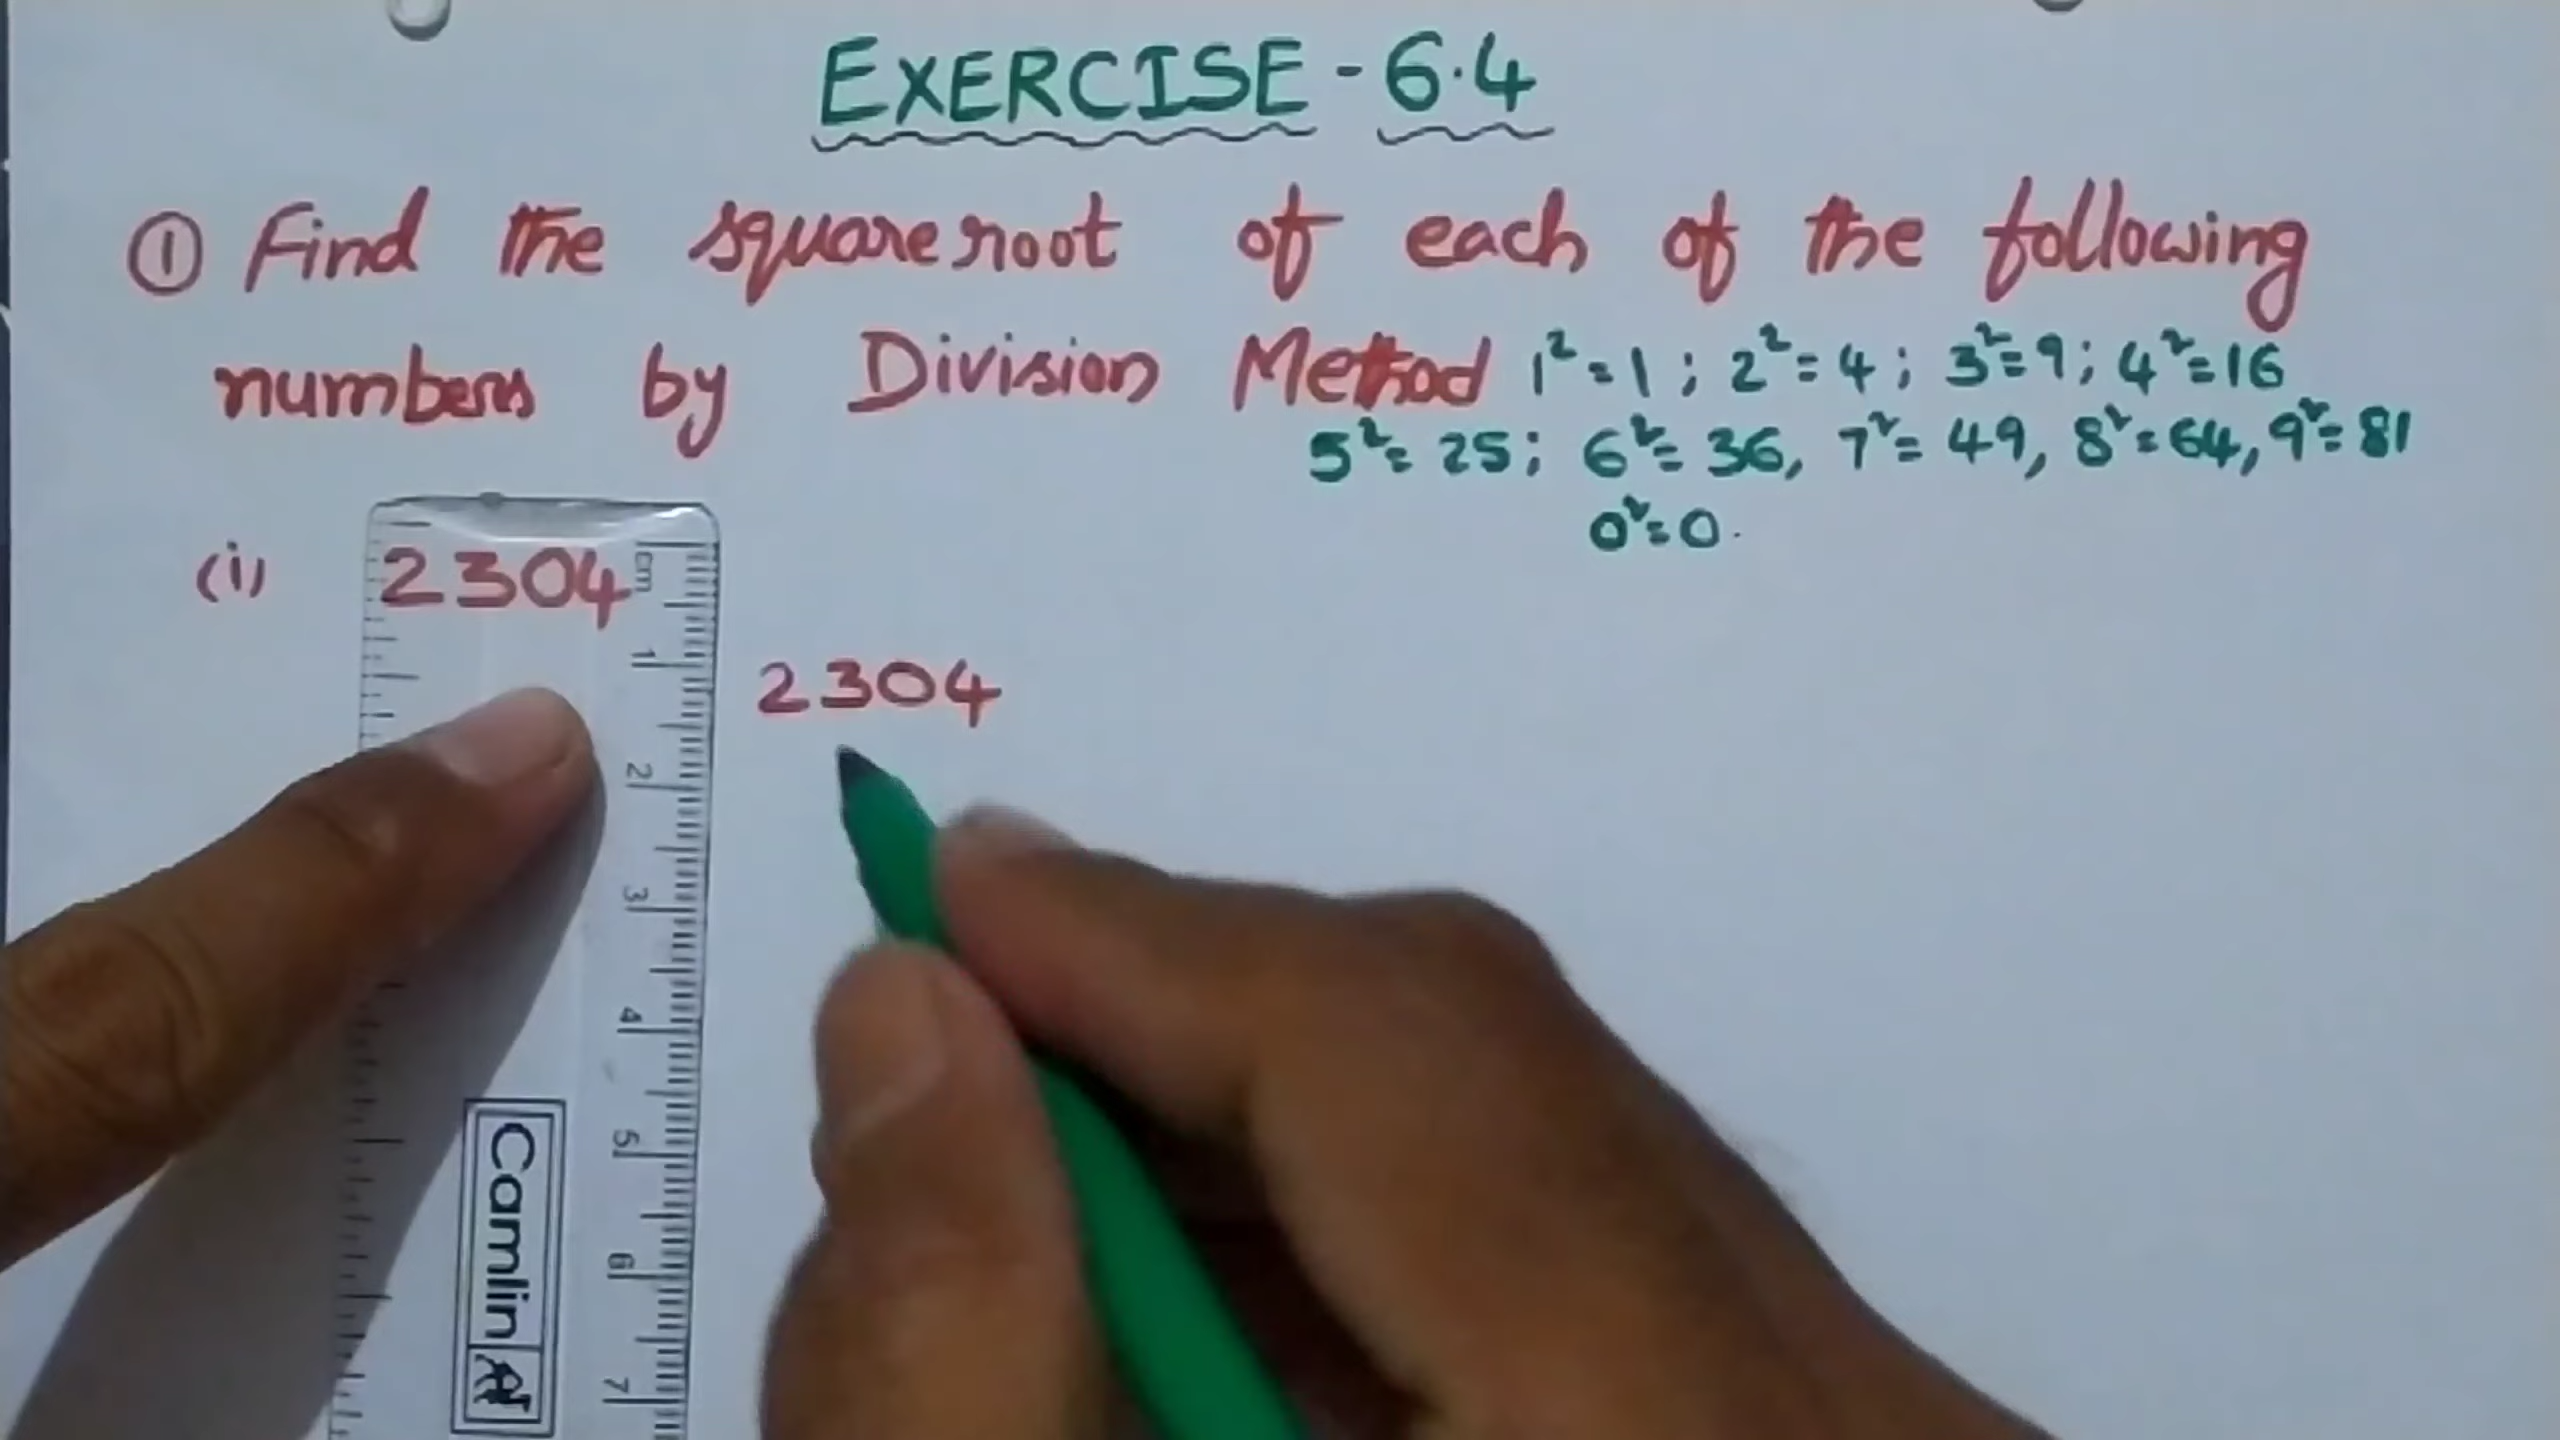 EXERCISE - 6.4
① Find the squareroot of each of the following
numbers by Division Method 1² = 1 ; 2² = 4 ; 3² = 9 ; 4² = 16
5² = 25 ; 6² = 36, 7² = 49, 8² = 64, 9² = 81
0² = 0.
(i) 2304
cm
1
2304
2
3
4
5
6
7
Camlin